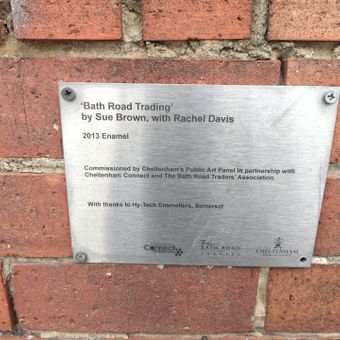 'Bath Road Trading'
by Sue Brown, with Rachel Davis
2013 Enamel
Commissioned by Cheltenham's Public Art Panel in partnership with
Cheltenham Connect and The Bath Road Traders' Association.
With thanks to Hy-Tech Enamellers, Somerset
Connect
BATH ROAD
TRADERS
CHELTENHAM